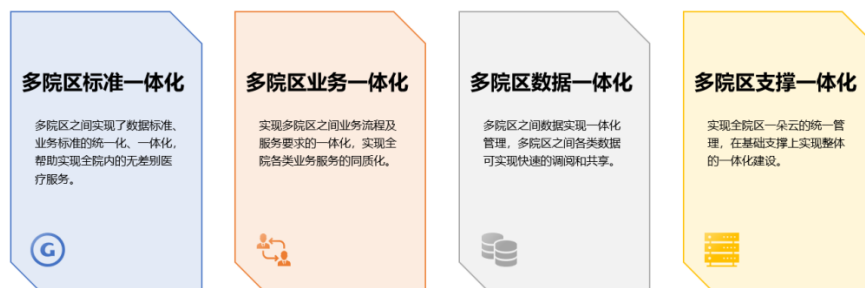 多院区标准一体化
多院区之间实现了数据标准、
业务标准的统一化、一体化，
帮助实现全院内的无差别医
疗服务。
G
多院区业务一体化
实现多院区之间业务流程及
服务要求的一体化，实现全
院各类业务服务的同质化。
多院区数据一体化
多院区之间数据实现一体化
管理，多院区之间各类数据
可实现快速的调阅和共享。
多院区支撑一体化
实现全院区一朵云的统一管
理，在基础支撑上实现整体
的一体化建设。